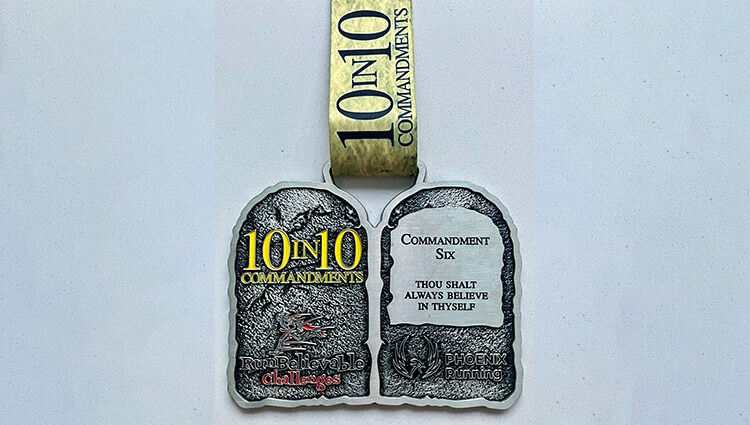 10 IN 10
COMMANDMENTS
10 IN 10
COMMANDMENTS
RunBelievable
Challenges
COMMANDMENT
SIX
THOU SHALT
ALWAYS BELIEVE
IN THYSELF
PHOENIX
Running